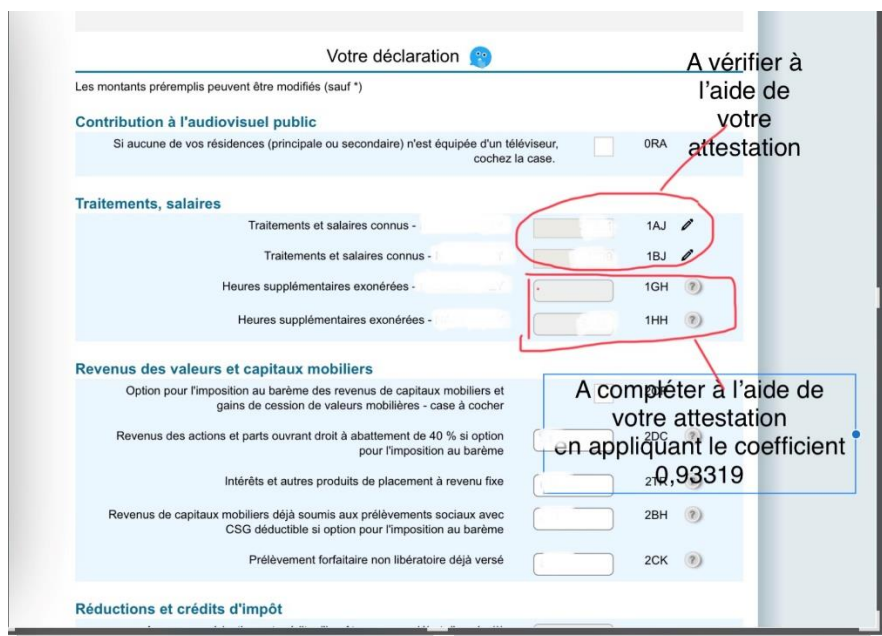 Votre déclaration
A vérifier à
l'aide de
votre
attestation
Les montants préremplis peuvent être modifiés (sauf *)
Contribution à l'audiovisuel public
Si aucune de vos résidences (principale ou secondaire) n'est équipée d'un téléviseur, 0RA
cochez la case.
Traitements, salaires
Traitements et salaires connus - 1AJ
Traitements et salaires connus - 1BJ
Heures supplémentaires exonérées - 1GH ?
Heures supplémentaires exonérées - 1HH ?
Revenus des valeurs et capitaux mobiliers
Option pour l'imposition au barème des revenus de capitaux mobiliers et
gains de cession de valeurs mobilières - case à cocher
A compléter à l'aide de
votre attestation
en appliquant le coefficient
0,93319
Revenus des actions et parts ouvrant droit à abattement de 40 % si option 2DC
pour l'imposition au barème
Intérêts et autres produits de placement à revenu fixe 2TR
Revenus de capitaux mobiliers déjà soumis aux prélèvements sociaux avec 2BH ?
CSG déductible si option pour l'imposition au barème
Prélèvement forfaitaire non libératoire déjà versé 2CK ?
Réductions et crédits d'impôt